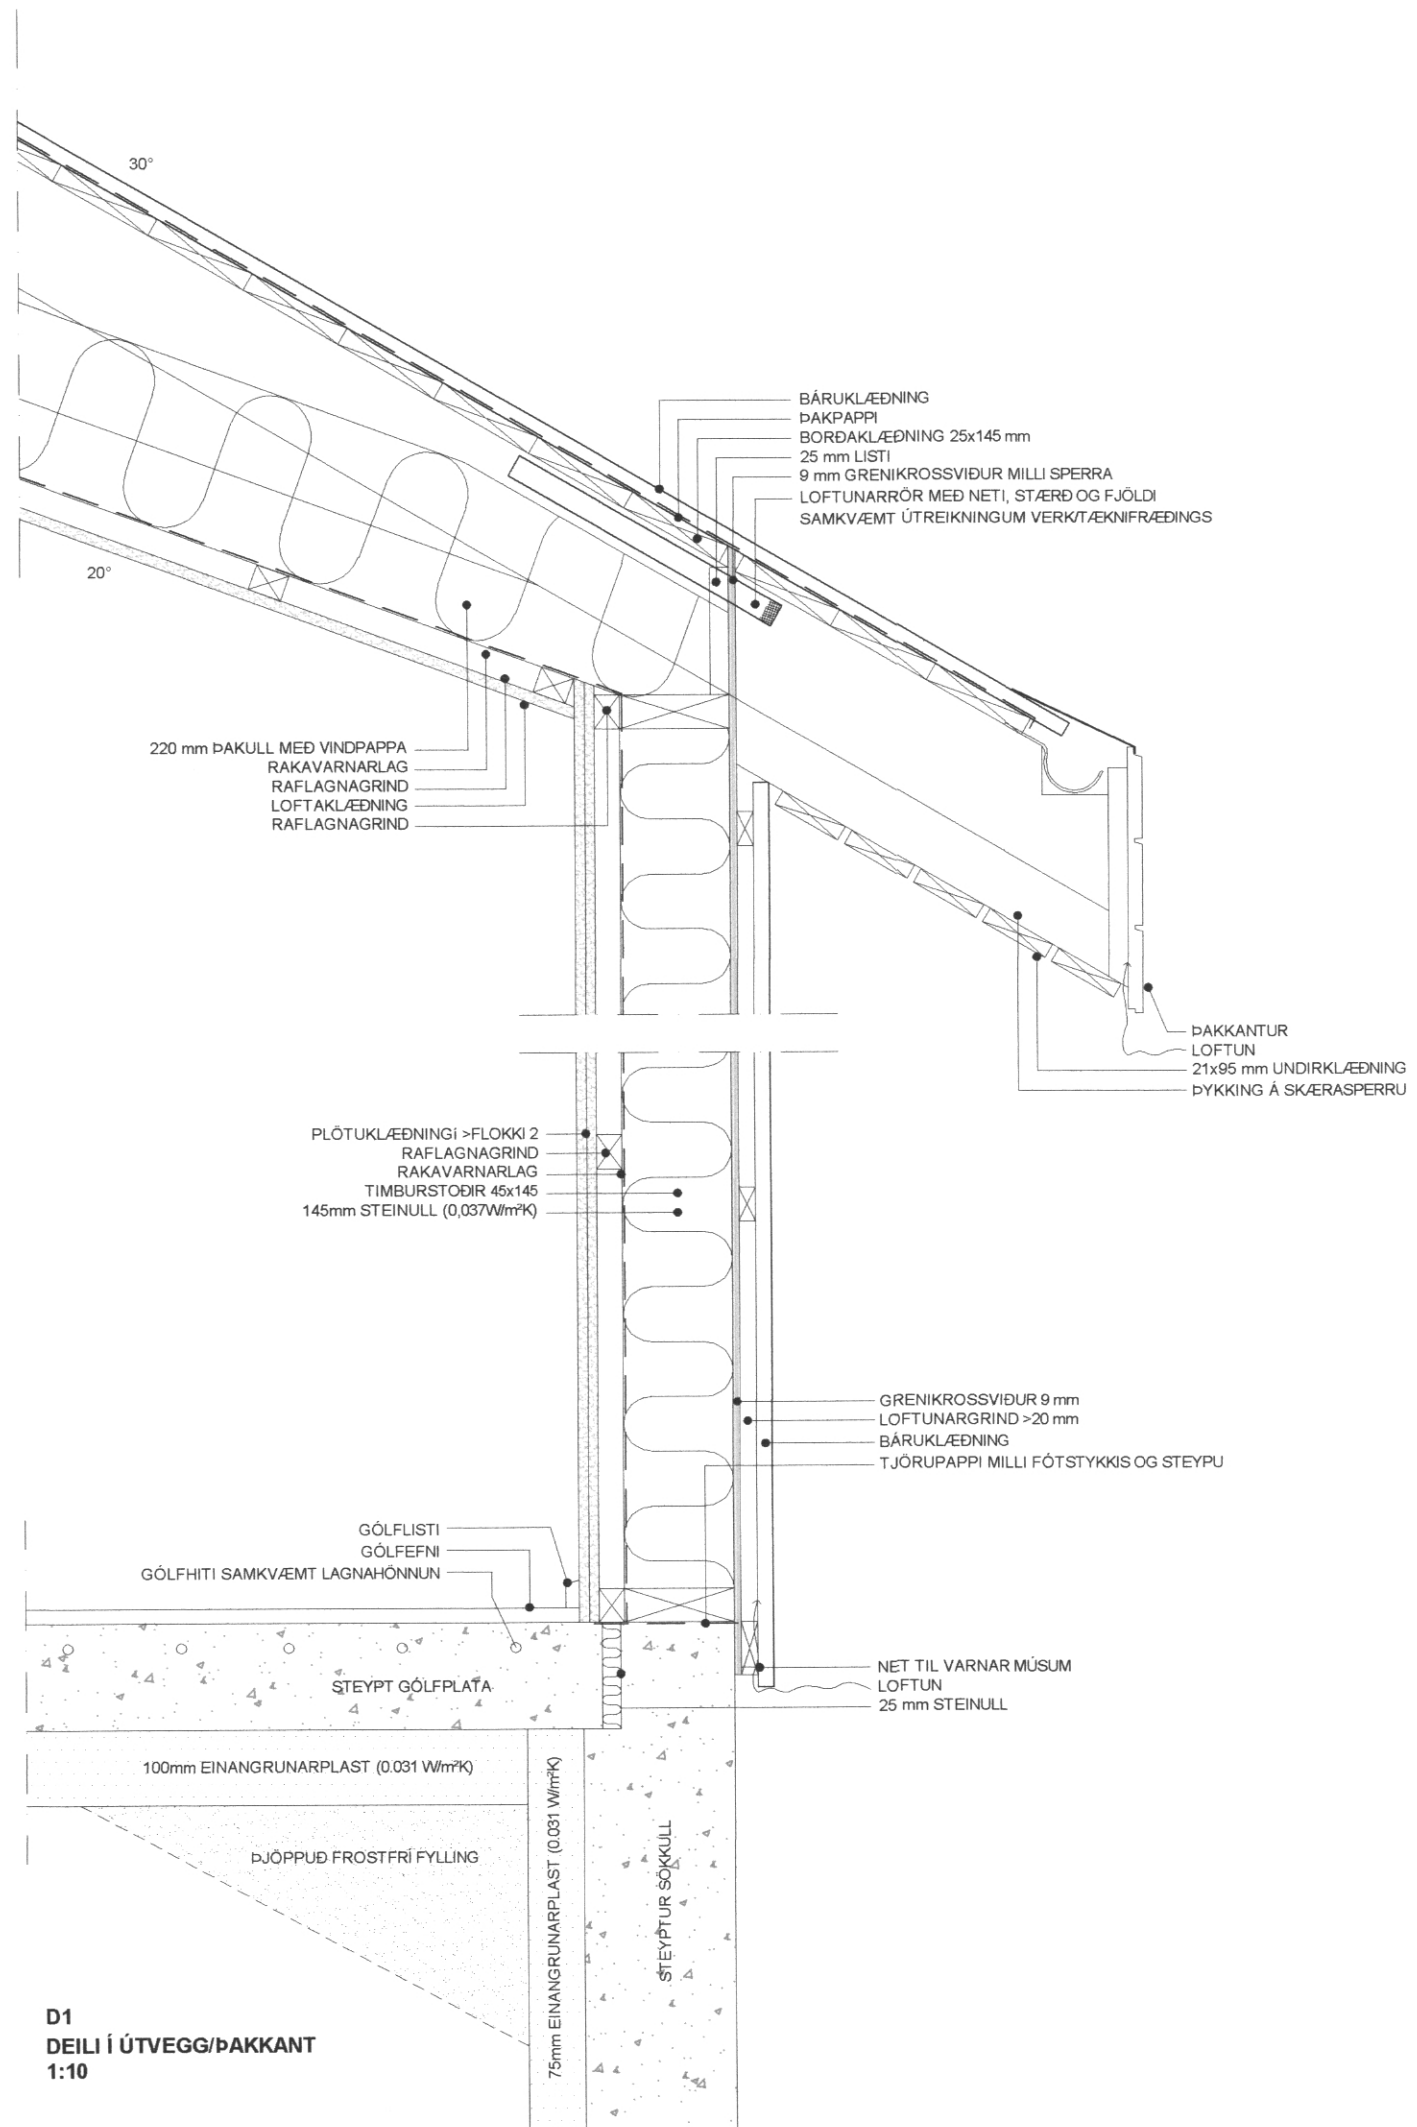 30°
BÁRUKLÆÐNING
ÞAKPAPPI
BORÐAKLÆÐNING 25x145 mm
25 mm LISTI
9 mm GRENIKROSSVIÐUR MILLI SPERRA
LOFTUNARRÖR MEÐ NETI, STÆRÐ OG FJÖLDI
SAMKVÆMT ÚTREIKNINGUM VERK/TÆKNIFRÆÐINGS
20°
220 mm ÞAKULL MEÐ VINDPAPPA
RAKAVARNARLAG
RAFLAGNAGRIND
LOFTAKLÆÐNING
RAFLAGNAGRIND
ÞAKKANTUR
LOFTUN
21x95 mm UNDIRKLÆÐNING
ÞYKKING Á SKÆRASPERRU
PLÖTUKLÆÐNINGí >FLOKKI 2
RAFLAGNAGRIND
RAKAVARNARLAG
TIMBURSTOÐIR 45x145
145mm STEINULL (0,037W/m²K)
GRENIKROSSVIÐUR 9 mm
LOFTUNARGRIND >20 mm
BÁRUKLÆÐNING
TJÖRUPAPPI MILLI FÓTSTYKKIS OG STEYPU
GÓLFLISTI
GÓLFEFNI
GÓLFHITI SAMKVÆMT LAGNAHÖNNUN
NET TIL VARNAR MÚSUM
LOFTUN
25 mm STEINULL
STEYPT GÓLFPLATA
100mm EINANGRUNARPLAST (0.031 W/m²K)
75mm EINANGRUNARPLAST (0.031 W/m²K)
STEYPTUR SÖKKULL
ÞJÖPPUÐ FROSTFRÍ FYLLING
D1
DEILI Í ÚTVEGG/ÞAKKANT
1:10